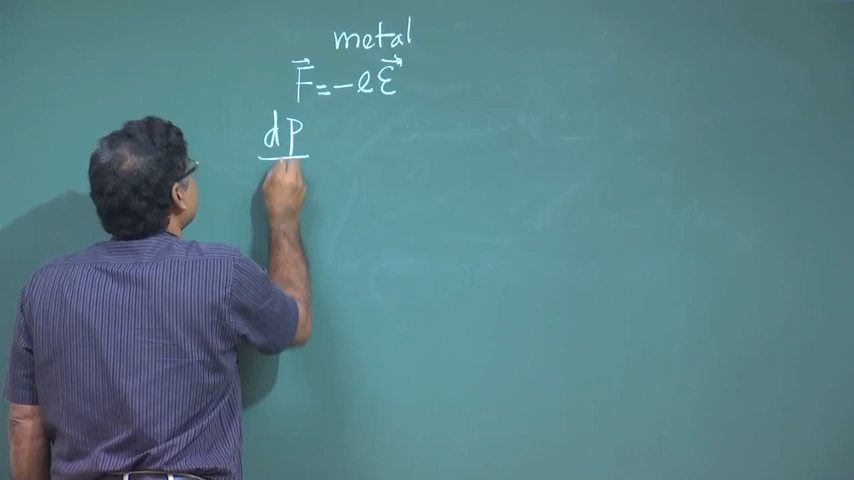 metal
F⃗ = -eℰ⃗
dp